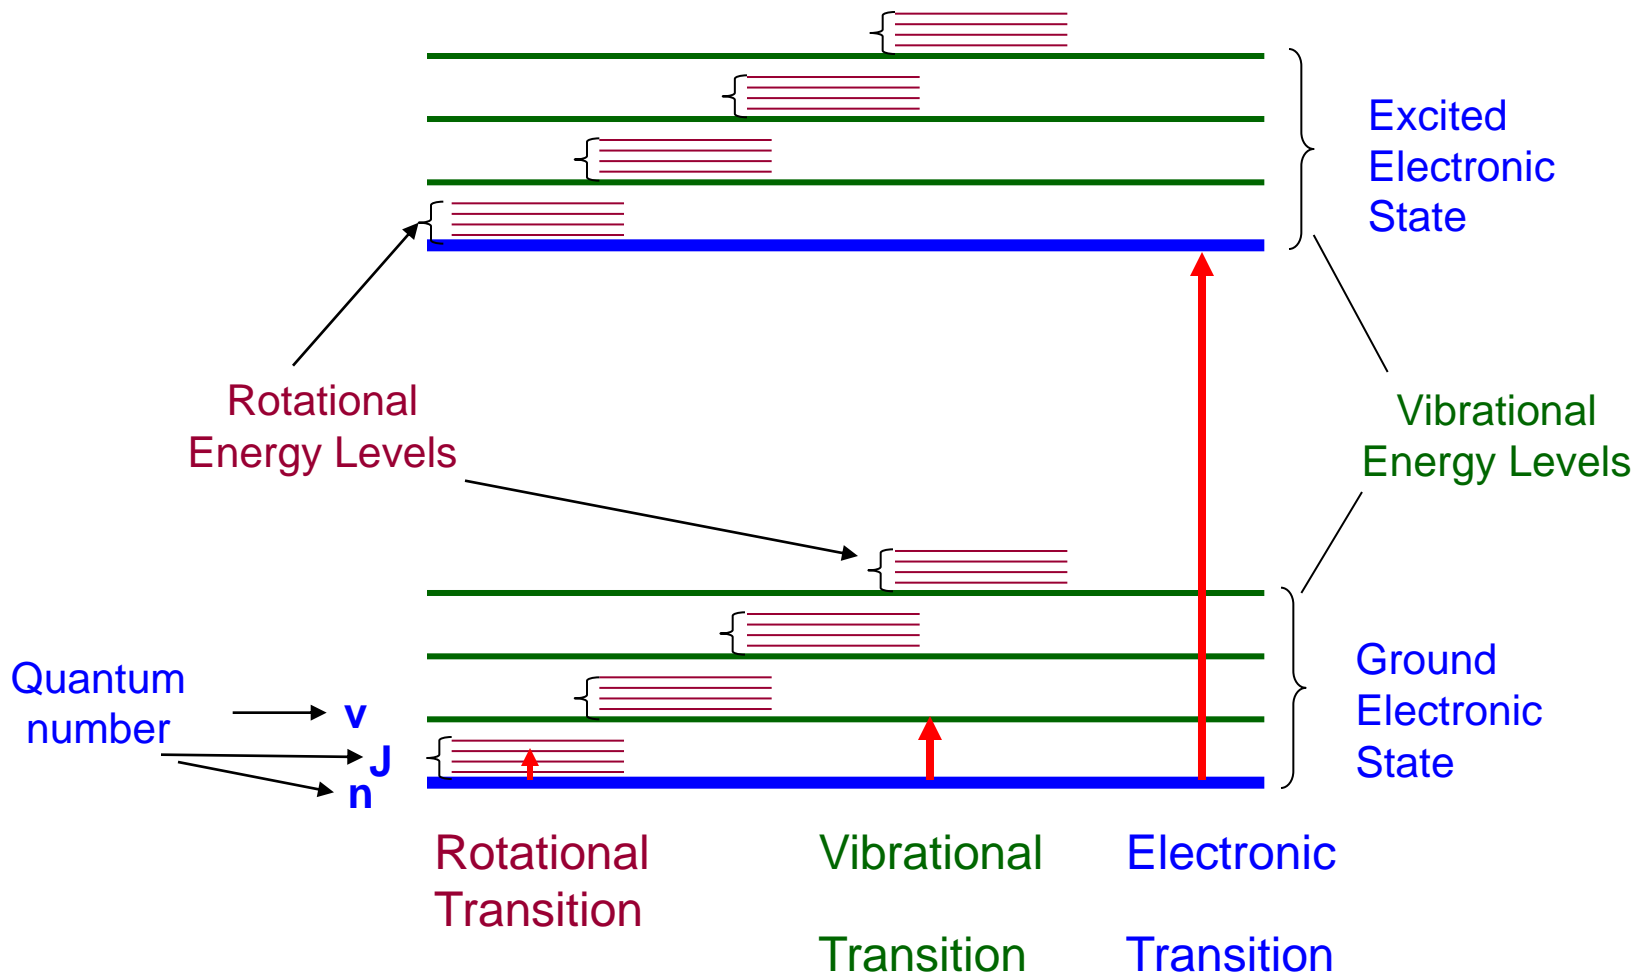 Excited
Electronic
State
Rotational
Energy Levels
Vibrational
Energy Levels
Quantum
number
v
J
n
Ground
Electronic
State
Rotational
Transition
Vibrational
Transition
Electronic
Transition